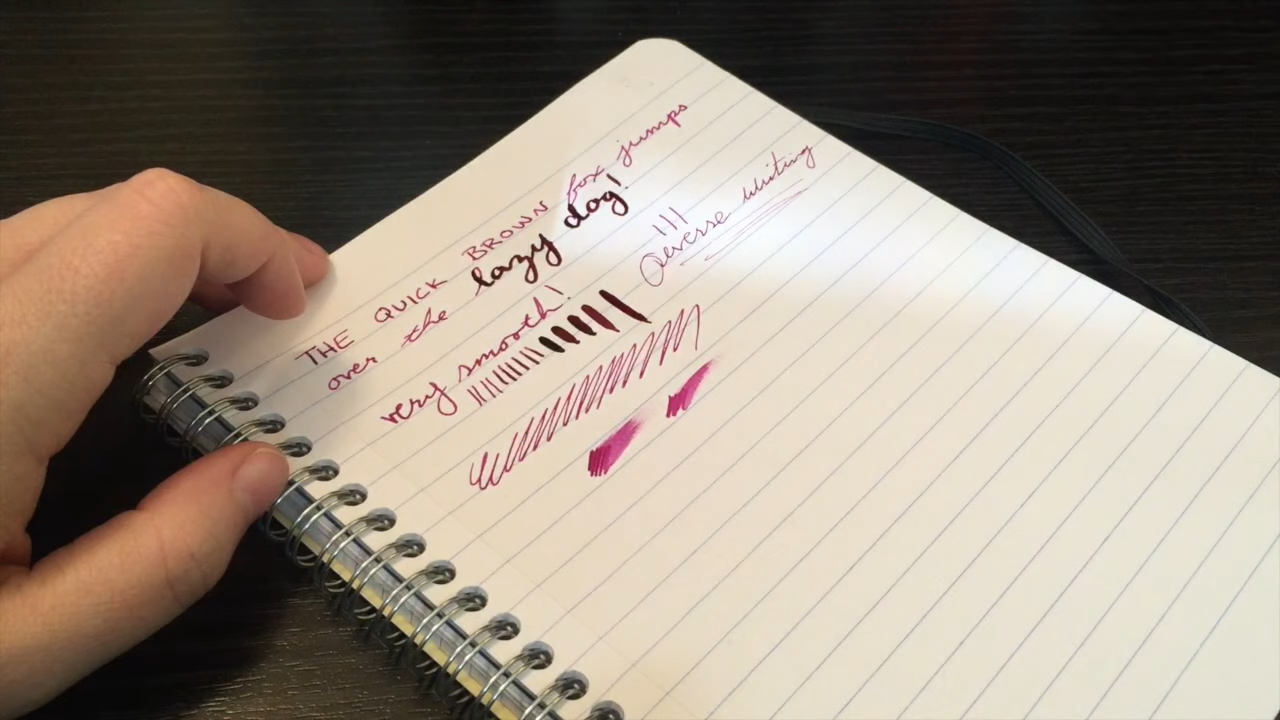 THE QUICK BROWN fox jumps
over the lazy dog!
very smooth!
Reverse writing